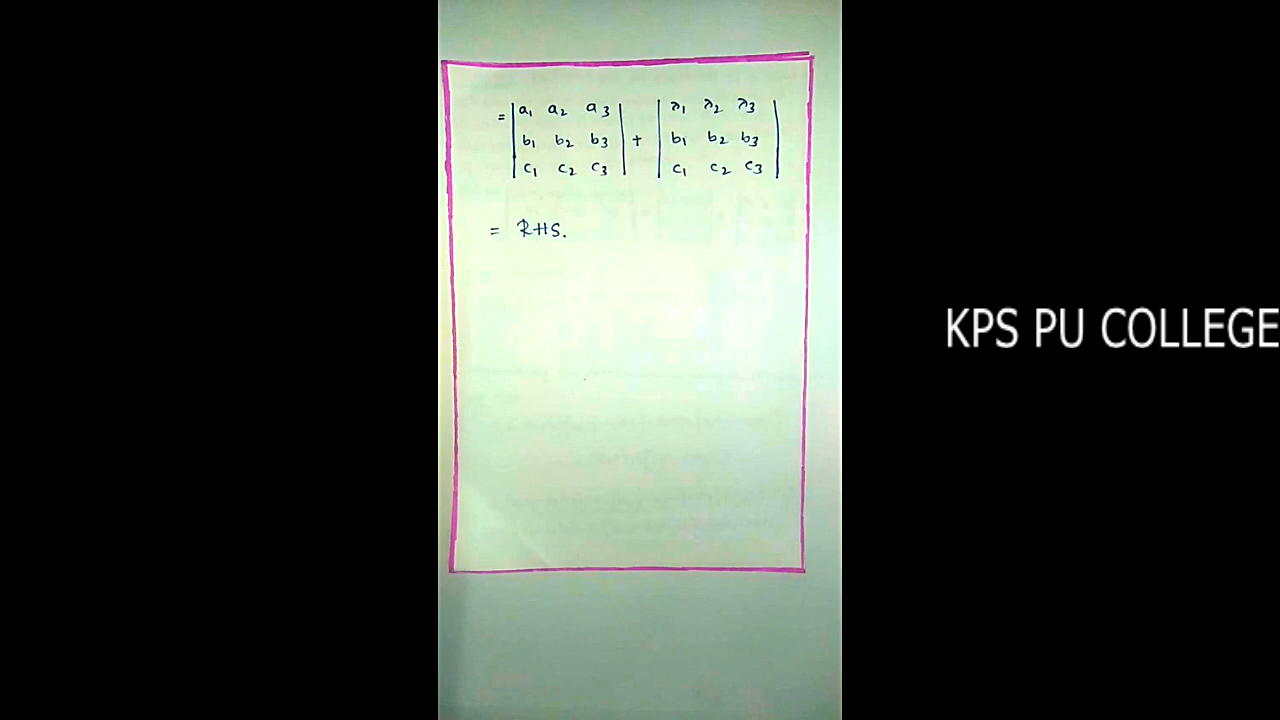 = | a₁ a₂ a₃ | + | λ₁ λ₂ λ₃ |
| b₁ b₂ b₃ | | b₁ b₂ b₃ |
| c₁ c₂ c₃ | | c₁ c₂ c₃ |
= RHS.
KPS PU COLLEGE